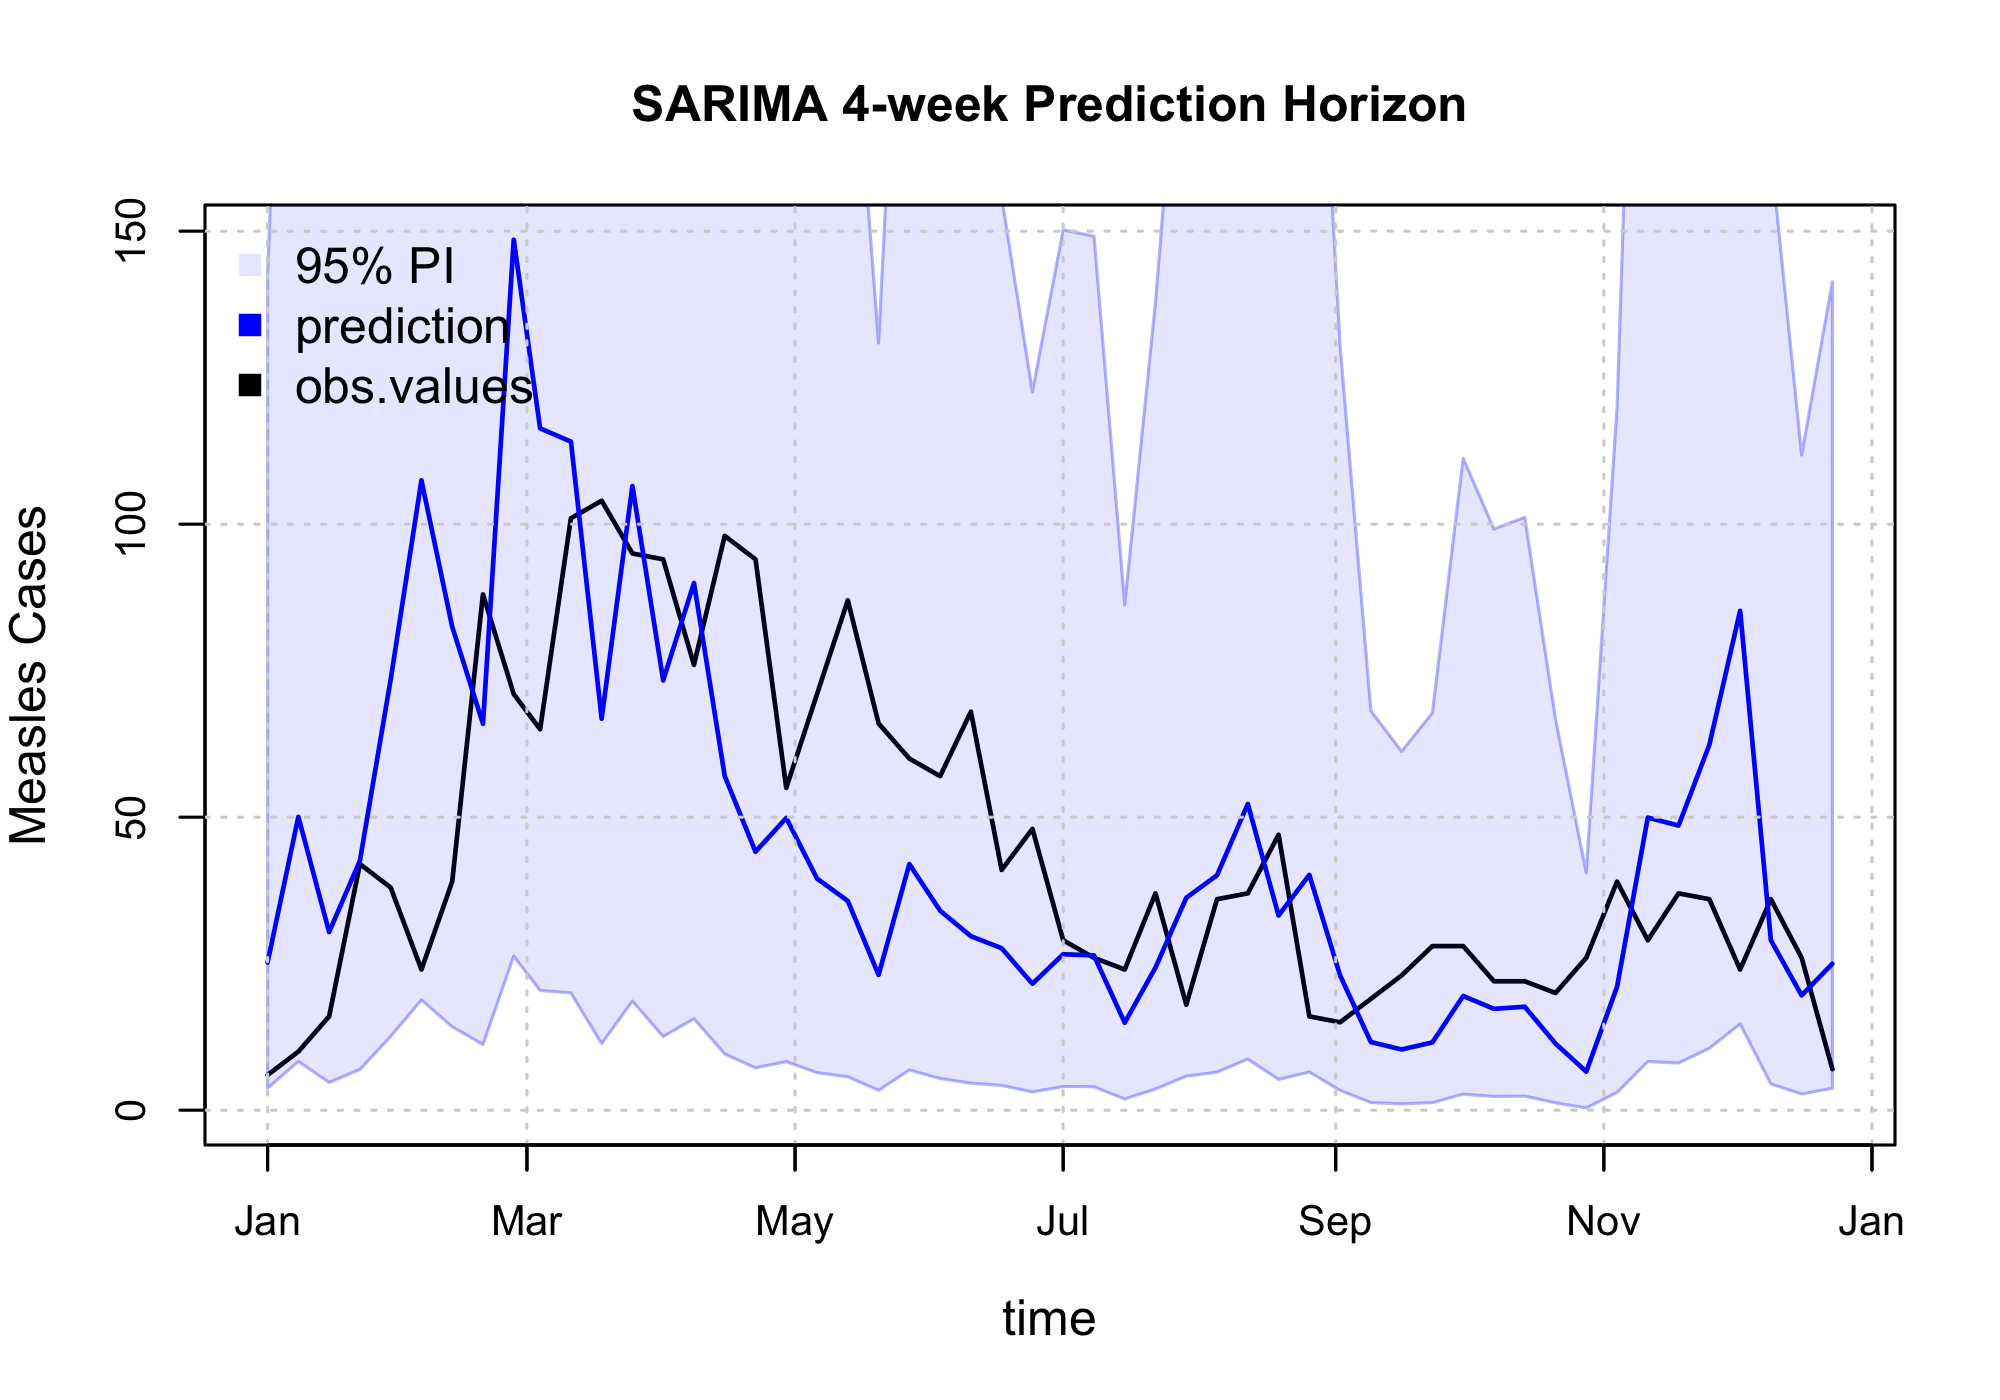 SARIMA 4-week Prediction Horizon
150
100
50
0
Measles Cases
95% PI
prediction
obs.values
Jan Mar May Jul Sep Nov Jan
time